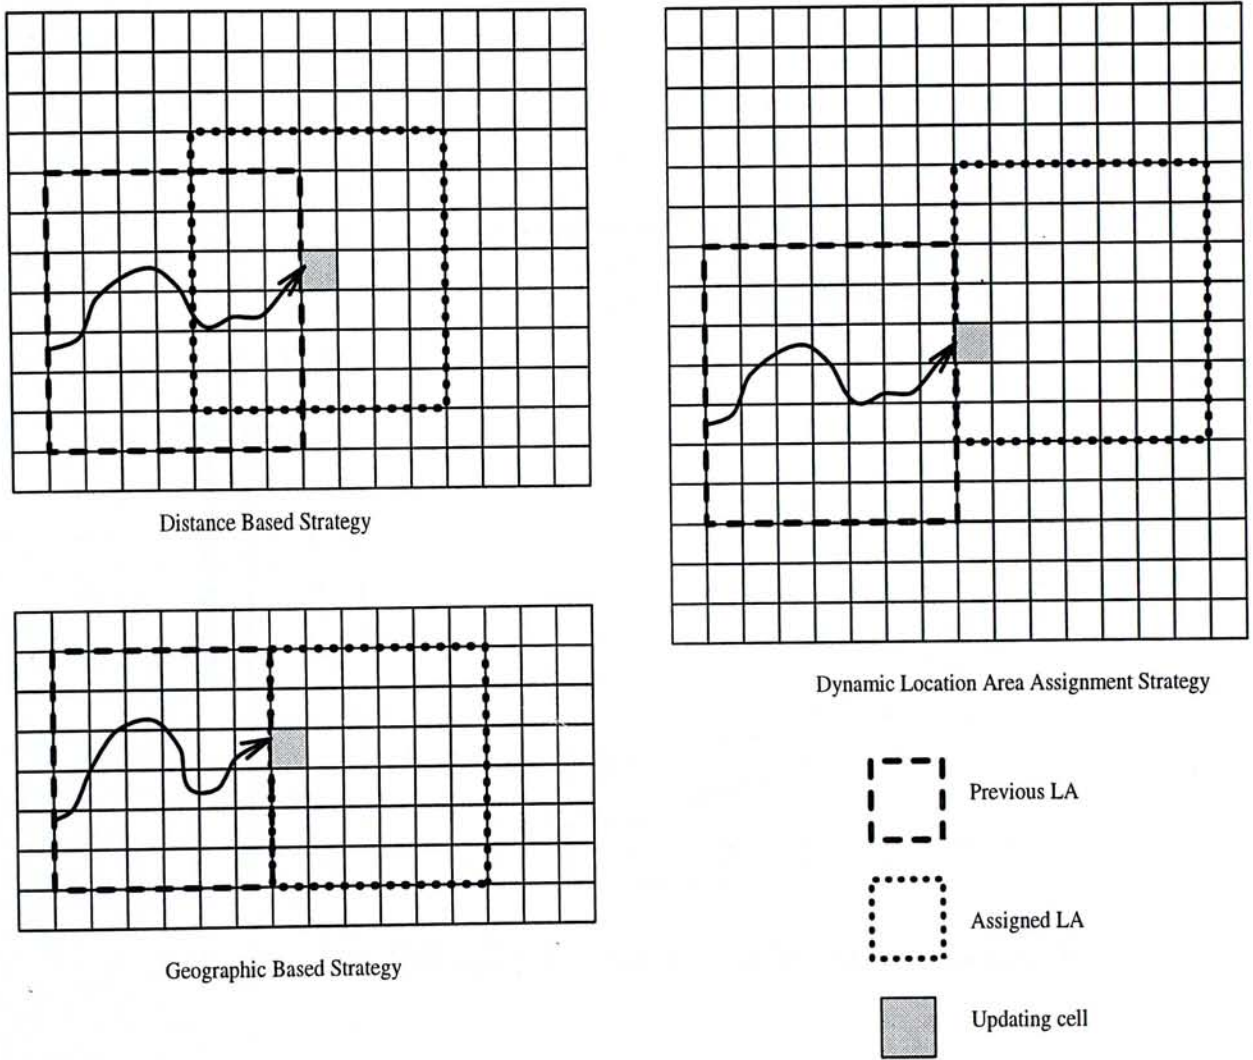 Distance Based Strategy
Dynamic Location Area Assignment Strategy
Geographic Based Strategy
Previous LA
Assigned LA
Updating cell